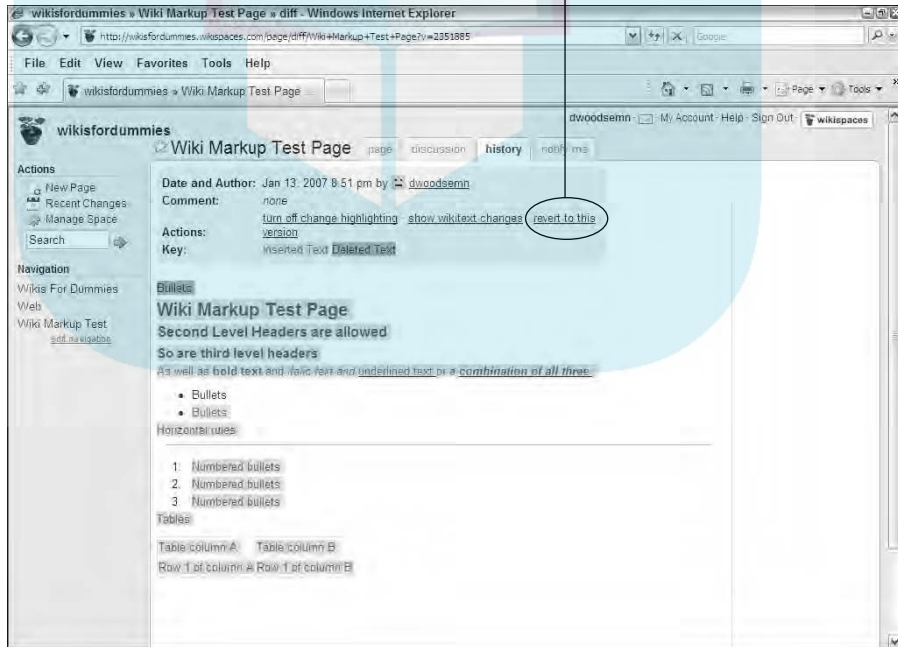 wikisfordummies » Wiki Markup Test Page » diff - Windows Internet Explorer
http://wikisfordummies.wikispaces.com/page/diff/Wiki+Markup+Test+Page?v=2351885
Google
File Edit View Favorites Tools Help
wikisfordummies » Wiki Markup Test Page
Page Tools
dwoodsemn · My Account · Help · Sign Out · wikispaces
wikisfordummies
Wiki Markup Test Page page discussion history notify me
Actions
New Page
Recent Changes
Manage Space
Search
Navigation
Wikis For Dummies
Web
Wiki Markup Test
edit navigation
Date and Author: Jan 13, 2007 8:51 pm by dwoodsemn
Comment: none
Actions: turn off change highlighting · show wikitext changes · revert to this
version
Key: Inserted Text Deleted Text
Bullets
Wiki Markup Test Page
Second Level Headers are allowed
So are third level headers
As well as bold text and italic text and underlined text or a combination of all three.
• Bullets
• Bullets
Horizontal rules
1. Numbered bullets
2. Numbered bullets
3. Numbered bullets
Tables
Table column A Table column B
Row 1 of column A Row 1 of column B